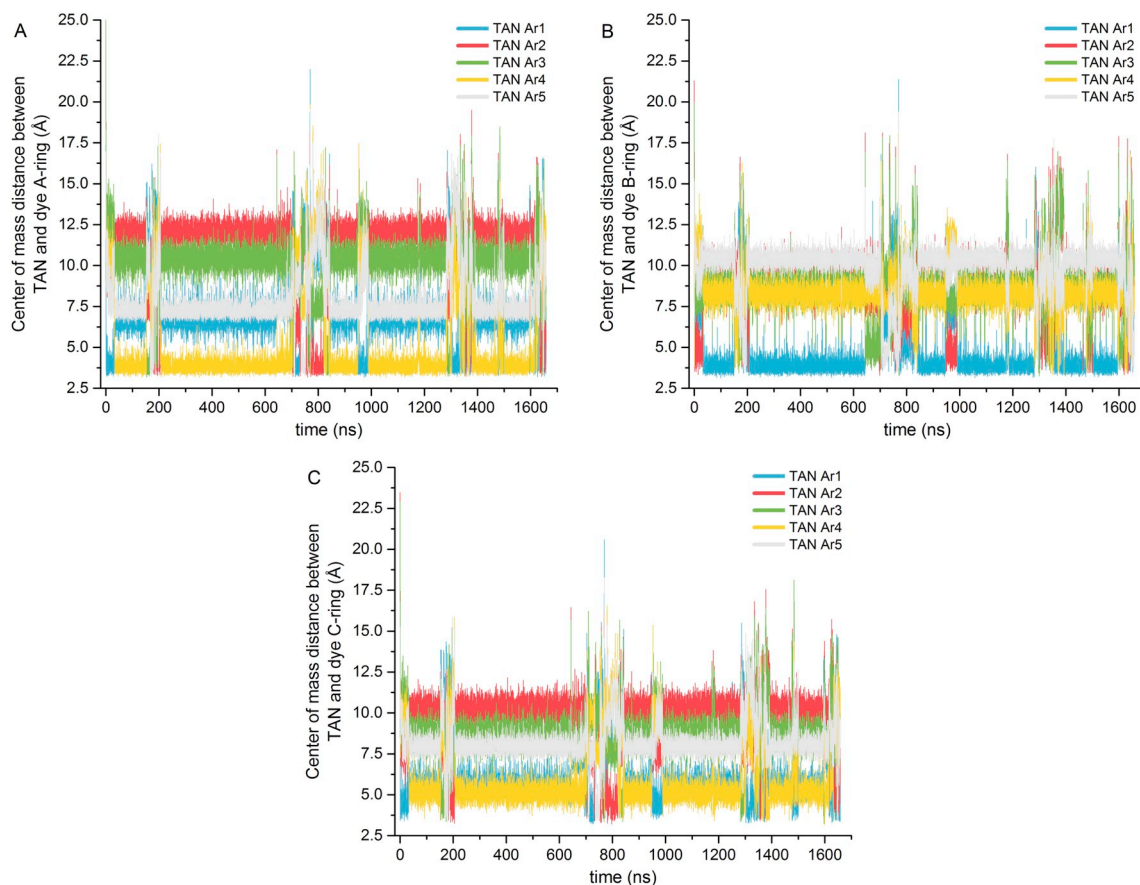 A
Center of mass distance between
TAN and dye A-ring (Å)
25.0
22.5
20.0
17.5
15.0
12.5
10.0
7.5
5.0
2.5
TAN Ar1
TAN Ar2
TAN Ar3
TAN Ar4
TAN Ar5
0 200 400 600 800 1000 1200 1400 1600
time (ns)
B
Center of mass distance between
TAN and dye B-ring (Å)
25.0
22.5
20.0
17.5
15.0
12.5
10.0
7.5
5.0
2.5
TAN Ar1
TAN Ar2
TAN Ar3
TAN Ar4
TAN Ar5
0 200 400 600 800 1000 1200 1400 1600
time (ns)
C
Center of mass distance between
TAN and dye C-ring (Å)
25.0
22.5
20.0
17.5
15.0
12.5
10.0
7.5
5.0
2.5
TAN Ar1
TAN Ar2
TAN Ar3
TAN Ar4
TAN Ar5
0 200 400 600 800 1000 1200 1400 1600
time (ns)